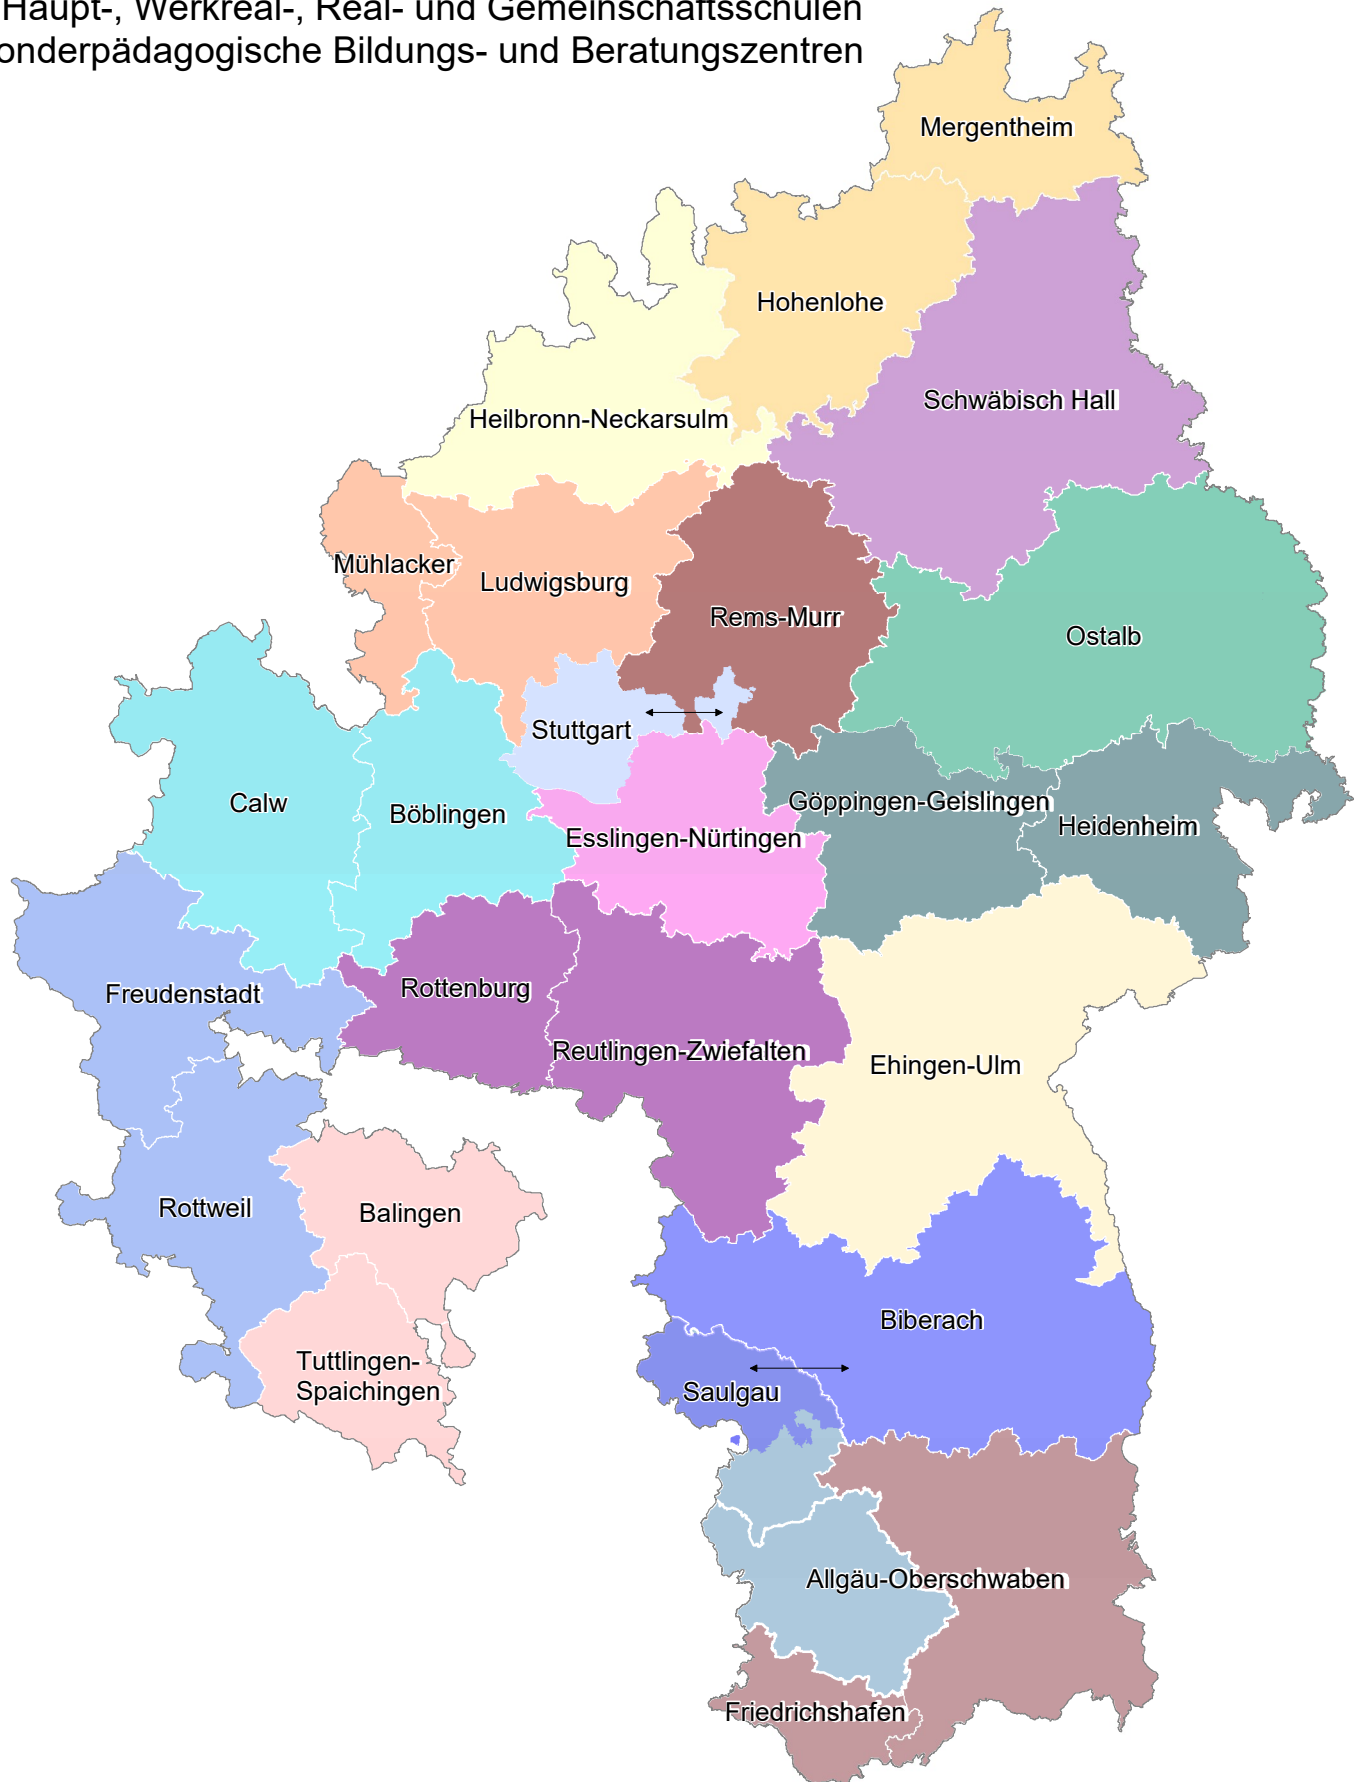 Haupt-, Werkreal-, Real- und Gemeinschaftsschulen
onderpädagogische Bildungs- und Beratungszentren
Mergentheim
Hohenlohe
Schwäbisch Hall
Heilbronn-Neckarsulm
Mühlacker
Ludwigsburg
Rems-Murr
Ostalb
Stuttgart
Calw
Böblingen
Göppingen-Geislingen
Heidenheim
Esslingen-Nürtingen
Freudenstadt
Rottenburg
Reutlingen-Zwiefalten
Ehingen-Ulm
Rottweil
Balingen
Biberach
Tuttlingen-
Spaichingen
Saulgau
Allgäu-Oberschwaben
Friedrichshafen